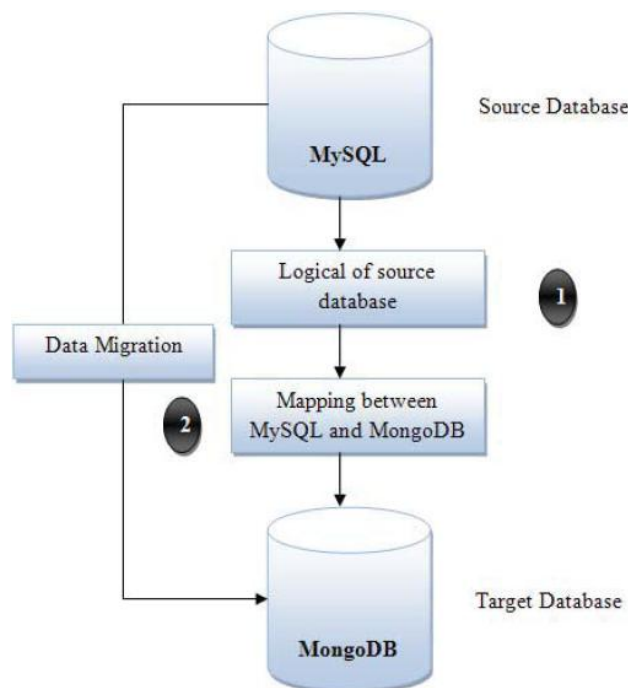 MySQL
Source Database
Logical of source
database
1
Data Migration
Mapping between
MySQL and MongoDB
2
MongoDB
Target Database